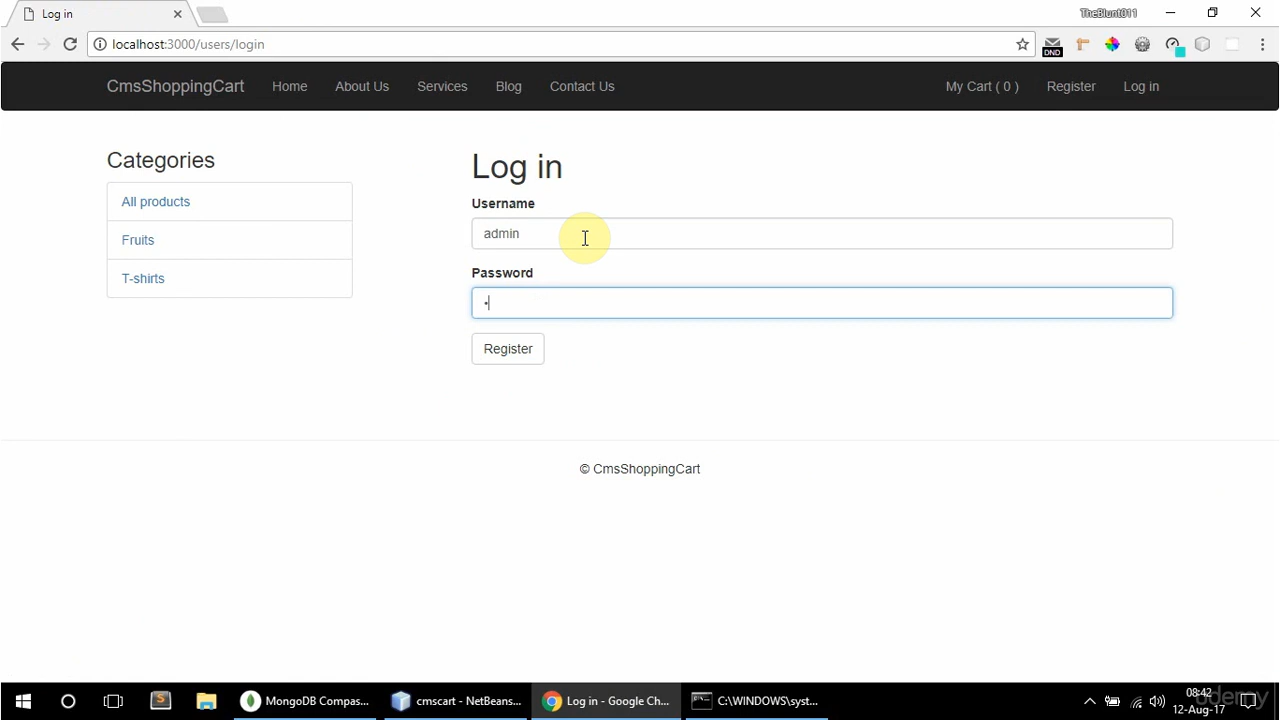 Log in
TheBlunt011
localhost:3000/users/login
DND
CmsShoppingCart Home About Us Services Blog Contact Us My Cart ( 0 ) Register Log in
Categories
All products
Fruits
T-shirts
Log in
Username
admin
Password
Register
© CmsShoppingCart
MongoDB Compas... cmscart - NetBeans... Log in - Google Ch... C:\WINDOWS\syst...
08:42
12-Aug-17
udemy